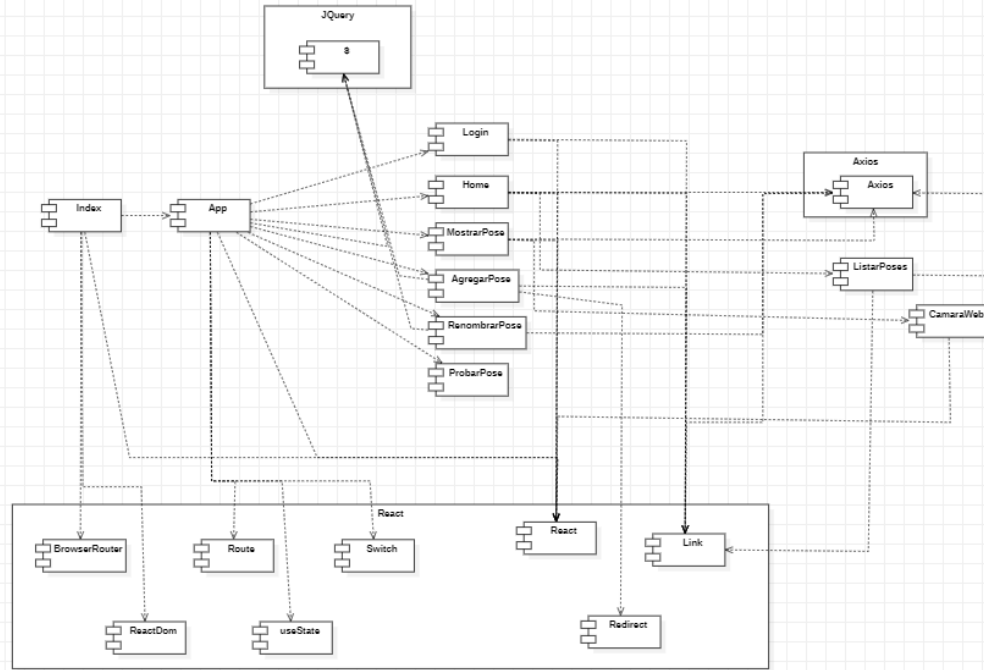 JQuery
$
Login
Axios
Home
Axios
Index
App
MostrarPose
ListarPoses
AgregarPose
CamaraWeb
RenombrarPose
ProbarPose
React
React
BrowserRouter
Route
Switch
Link
ReactDom
useState
Redirect